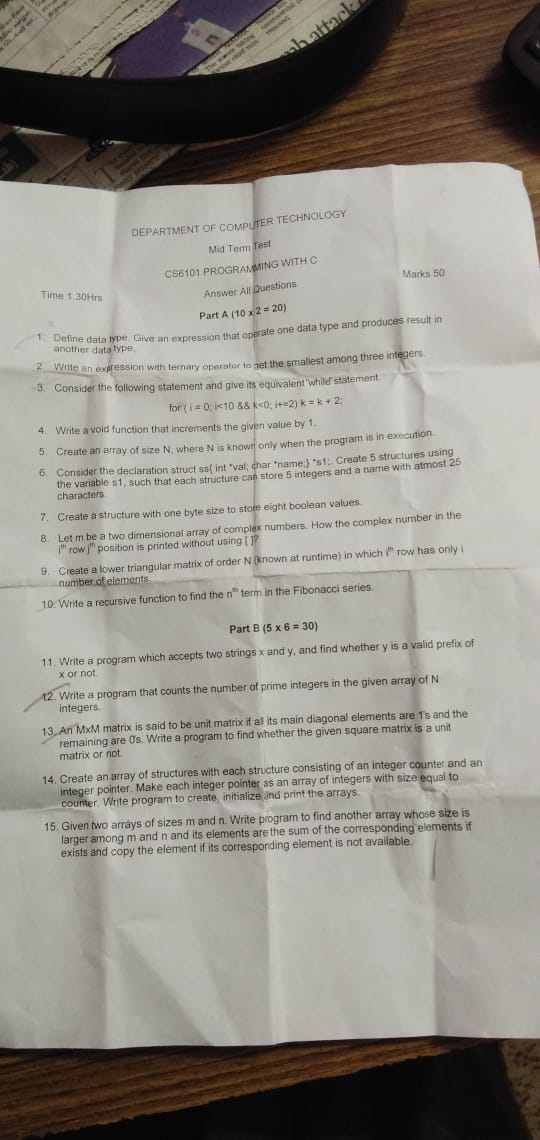 attack
DEPARTMENT OF COMPUTER TECHNOLOGY
Mid Term Test
CS6101 PROGRAMMING WITH C
Time 1.30Hrs
Answer All Questions
Marks 50
Part A (10 x 2 = 20)
1. Define data type. Give an expression that operate one data type and produces result in
another data type.
2. Write an expression with ternary operator to get the smallest among three integers.
3. Consider the following statement and give its equivalent 'while' statement.
for ( i = 0; i<10 && k<0; i+=2) k = k + 2;
4. Write a void function that increments the given value by 1.
5. Create an array of size N, where N is known only when the program is in execution.
6. Consider the declaration struct ss{ int *val; char *name;} *s1;. Create 5 structures using
the variable s1, such that each structure can store 5 integers and a name with atmost 25
characters.
7. Create a structure with one byte size to store eight boolean values.
8. Let m be a two dimensional array of complex numbers. How the complex number in the
ith row jth position is printed without using [ ]?
9. Create a lower triangular matrix of order N (known at runtime) in which ith row has only i
number of elements.
10. Write a recursive function to find the nth term in the Fibonacci series.
Part B (5 x 6 = 30)
11. Write a program which accepts two strings x and y, and find whether y is a valid prefix of
x or not.
12. Write a program that counts the number of prime integers in the given array of N
integers.
13. An MxM matrix is said to be unit matrix if all its main diagonal elements are 1's and the
remaining are 0's. Write a program to find whether the given square matrix is a unit
matrix or not.
14. Create an array of structures with each structure consisting of an integer counter and an
integer pointer. Make each integer pointer as an array of integers with size equal to
counter. Write program to create, initialize and print the arrays.
15. Given two arrays of sizes m and n. Write program to find another array whose size is
larger among m and n and its elements are the sum of the corresponding elements if
exists and copy the element if its corresponding element is not available.